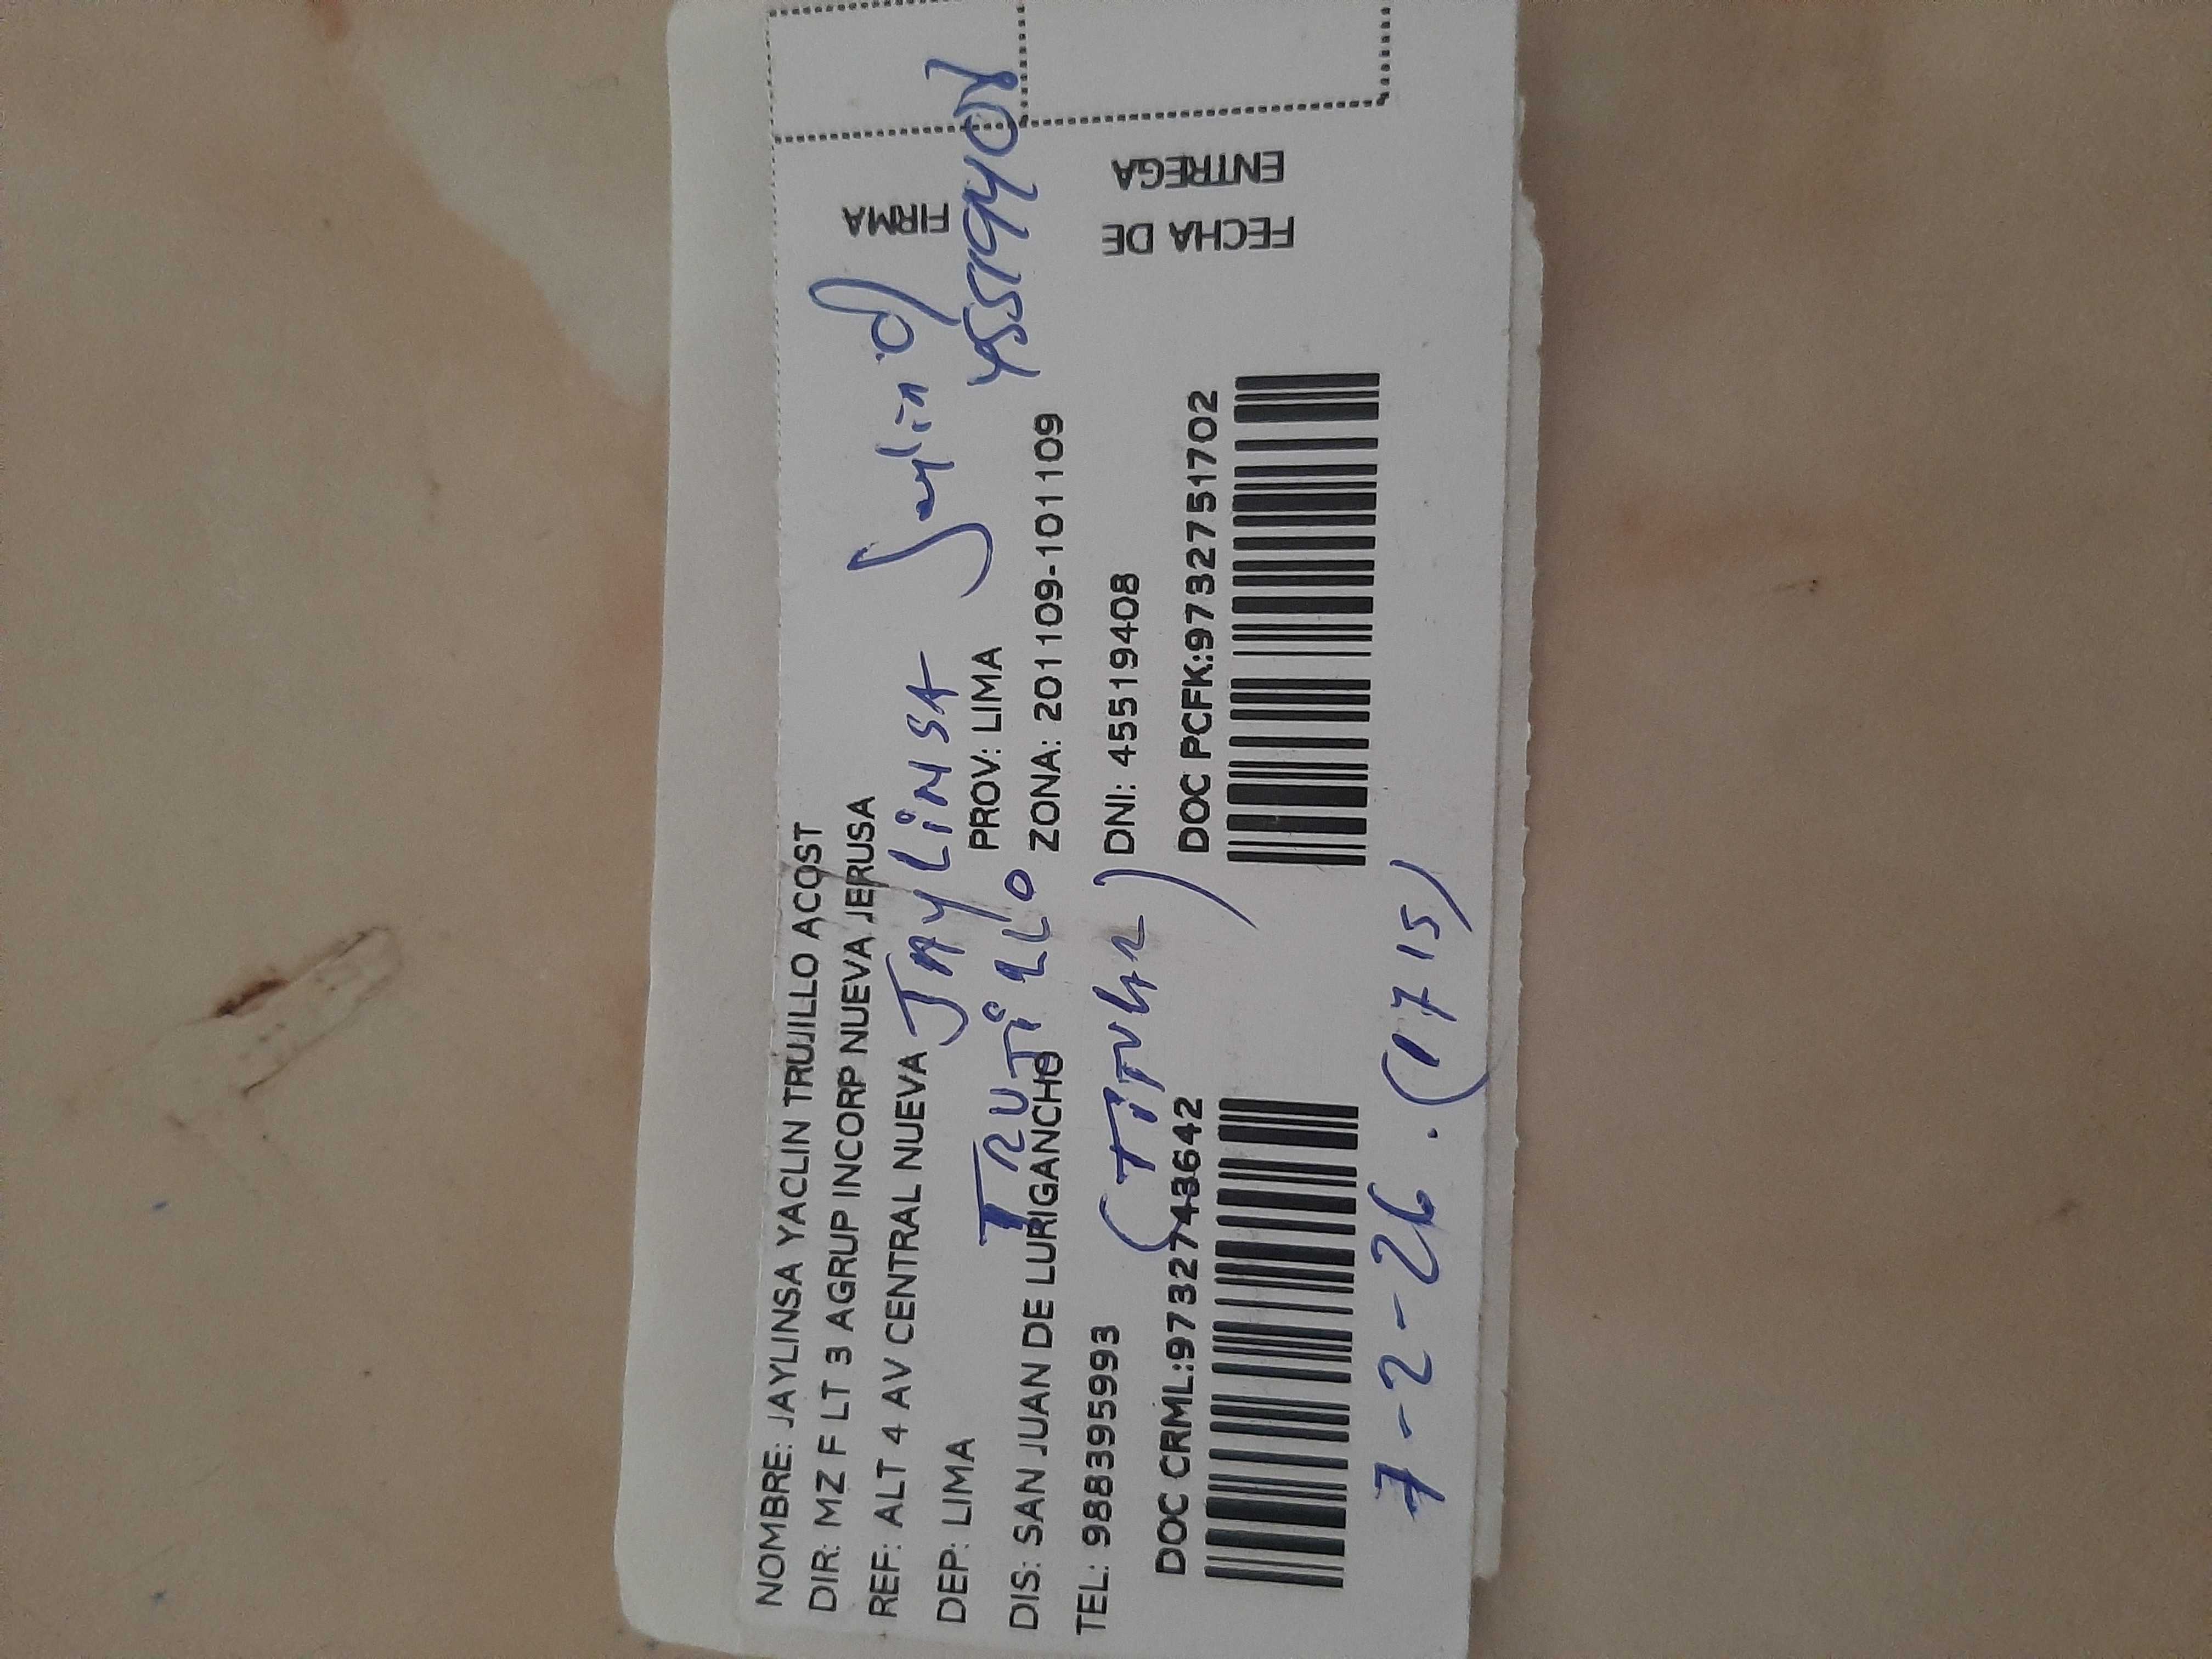 NOMBRE: JAYLINSA YACLIN TRUJILLO ACOST
DIR: MZ F LT 3 AGRUP INCORP NUEVA JERUSA
REF: ALT 4 AV CENTRAL NUEVA
JAYLINSA
DEP: LIMA PROV: LIMA
TRUJILLO
DIS: SAN JUAN DE LURIGANCHO ZONA: 201109-101109
TEL: 988395993 DNI: 45519408
(TITULAR)
DOC CRML:9732743642 DOC PCFK:9732751702
7-2-26. (1715)
45519408
FIRMA
FECHA DE
ENTREGA